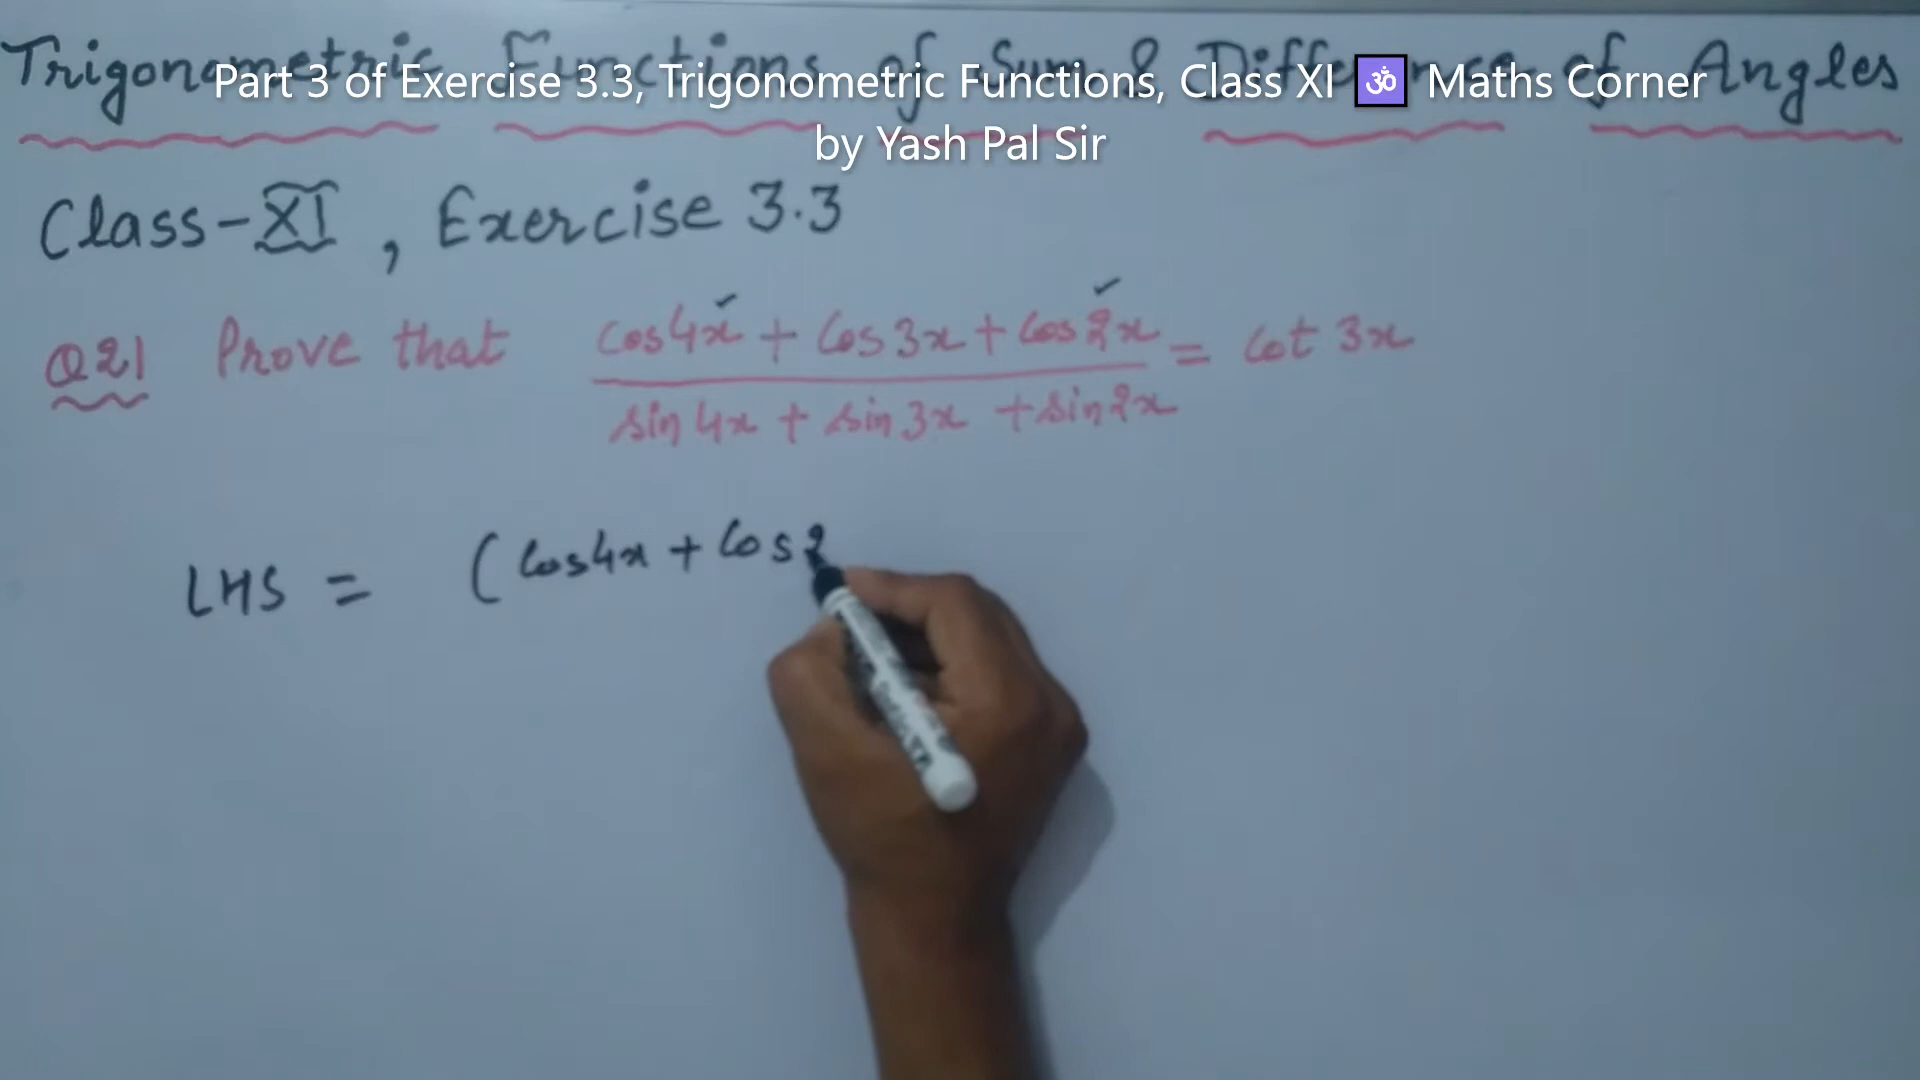 Trigonometric Functions of Sum & Difference of Angles
Part 3 of Exercise 3.3, Trigonometric Functions, Class XI 🕉 Maths Corner
by Yash Pal Sir
Class-XI, Exercise 3.3
Q21 Prove that cos4x + cos3x + cos2x = cot 3x
sin4x + sin3x + sin2x
LHS = (cos4x + cos2